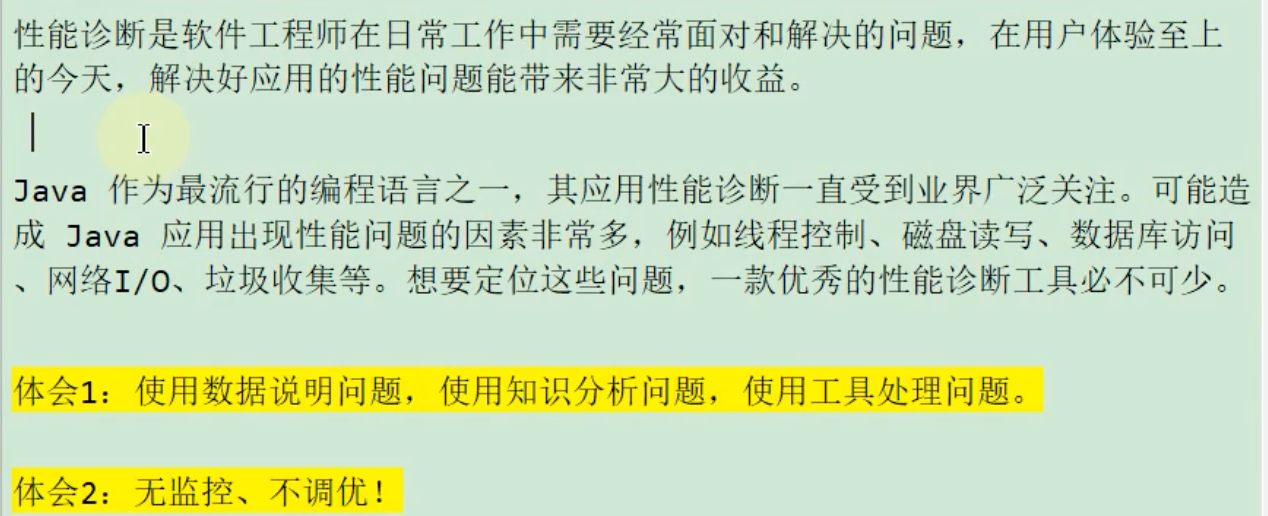 性能诊断是软件工程师在日常工作中需要经常面对和解决的问题，在用户体验至上
的今天，解决好应用的性能问题能带来非常大的收益。
Java 作为最流行的编程语言之一，其应用性能诊断一直受到业界广泛关注。可能造
成 Java 应用出现性能问题的因素非常多，例如线程控制、磁盘读写、数据库访问
、网络I/O、垃圾收集等。想要定位这些问题，一款优秀的性能诊断工具必不可少。
体会1：使用数据说明问题，使用知识分析问题，使用工具处理问题。
体会2：无监控、不调优！